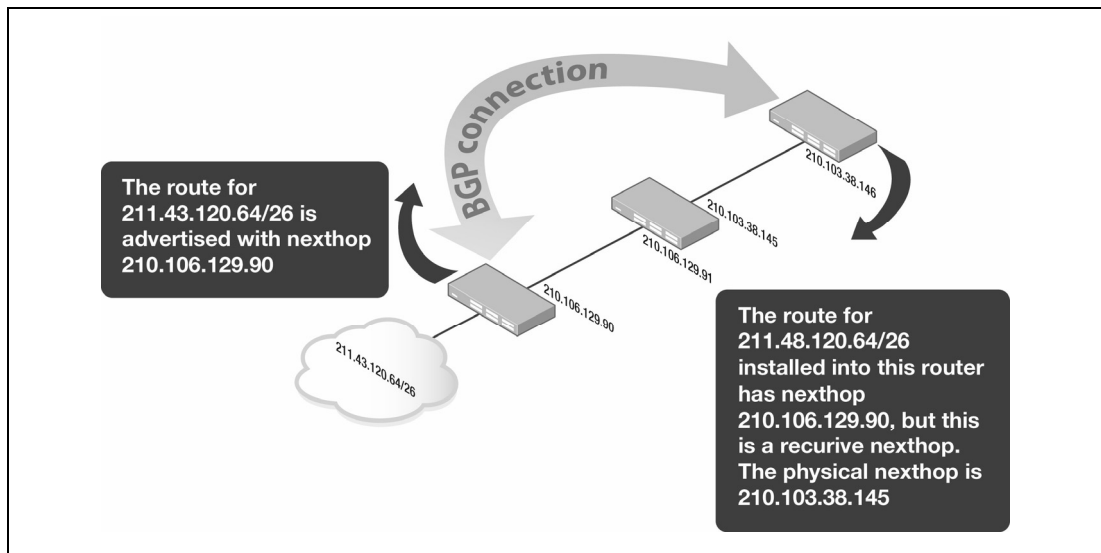 BGP connection
210.103.38.146
The route for
211.43.120.64/26 is
advertised with nexthop
210.106.129.90
210.103.38.145
210.106.129.91
210.106.129.90
211.43.120.64/26
The route for
211.48.120.64/26
installed into this router
has nexthop
210.106.129.90, but this
is a recurive nexthop.
The physical nexthop is
210.103.38.145